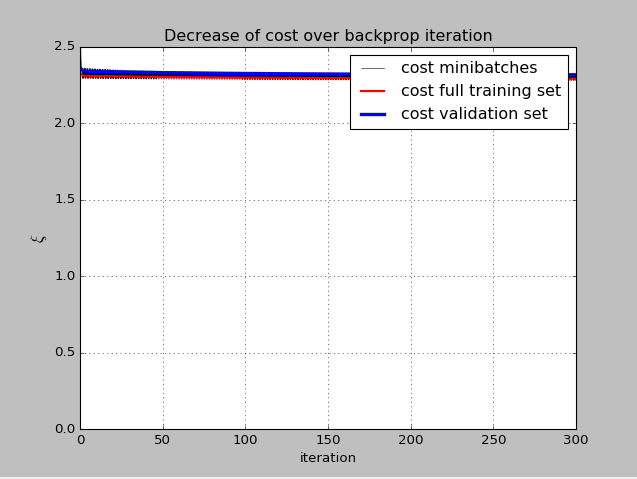 Decrease of cost over backprop iteration
2.5
cost minibatches
cost full training set
cost validation set
2.0
1.5
ξ
1.0
0.5
0.0
0 50 100 150 200 250 300
iteration